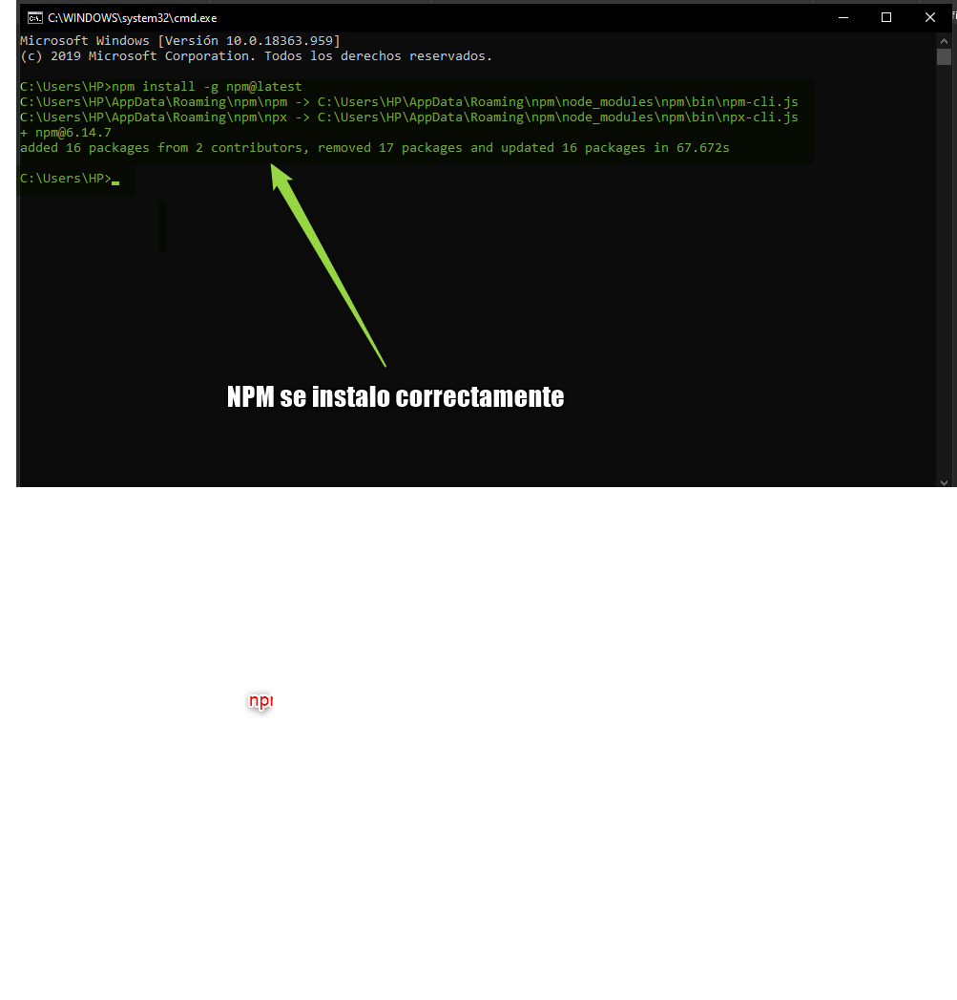 C:\WINDOWS\system32\cmd.exe
Microsoft Windows [Versión 10.0.18363.959]
(c) 2019 Microsoft Corporation. Todos los derechos reservados.
C:\Users\HP>npm install -g npm@latest
C:\Users\HP\AppData\Roaming\npm\npm -> C:\Users\HP\AppData\Roaming\npm\node_modules\npm\bin\npm-cli.js
C:\Users\HP\AppData\Roaming\npm\npx -> C:\Users\HP\AppData\Roaming\npm\node_modules\npm\bin\npx-cli.js
+ npm@6.14.7
added 16 packages from 2 contributors, removed 17 packages and updated 16 packages in 67.672s
C:\Users\HP>
NPM se instalo correctamente